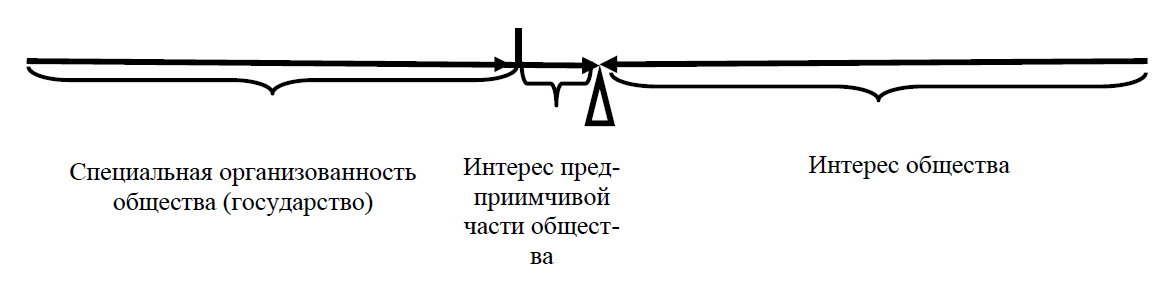 Специальная организованность
общества (государство)
Интерес пред-
приимчивой
части общест-
ва
Интерес общества